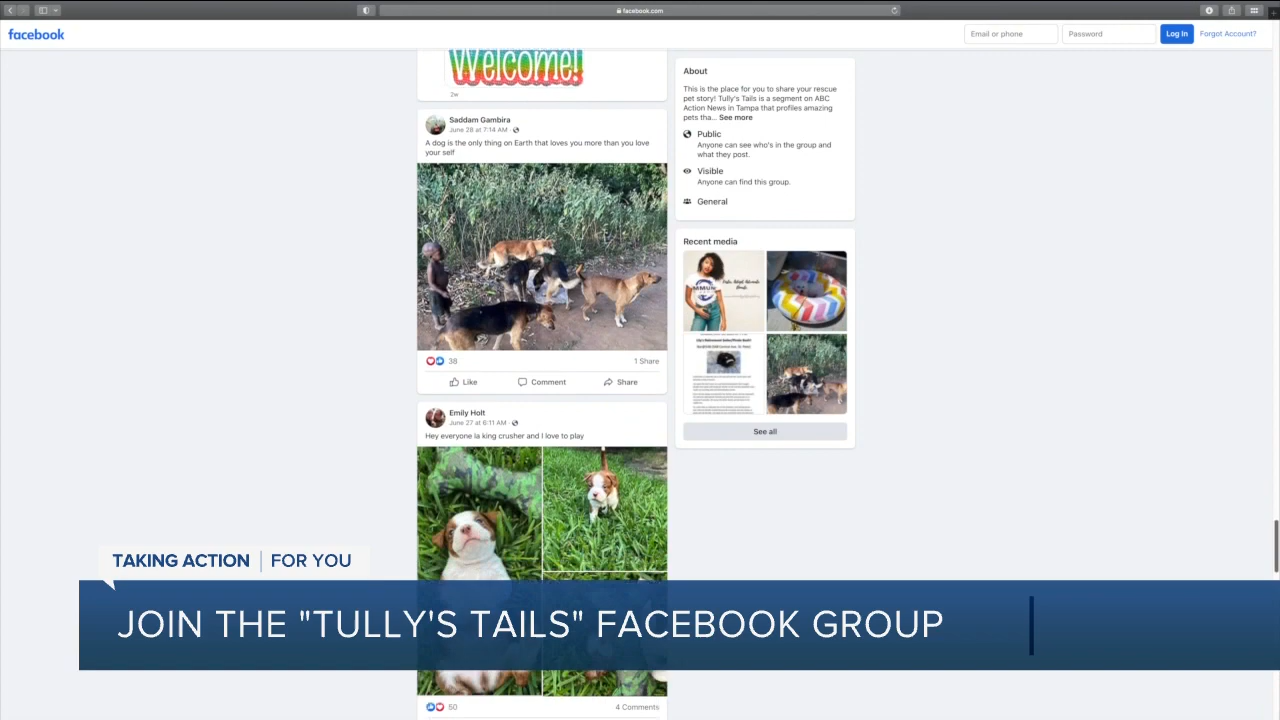 facebook.com
facebook
Email or phone
Password
Log In
Forgot Account?
Welcome!
2w
Saddam Gambira
June 28 at 7:14 AM ·
A dog is the only thing on Earth that loves you more than you love
your self
38
1 Share
Like
Comment
Share
Emily Holt
June 27 at 6:11 AM ·
Hey everyone ia king crusher and I love to play
50
4 Comments
About
This is the place for you to share your rescue
pet story! Tully's Tails is a segment on ABC
Action News in Tampa that profiles amazing
pets tha... See more
Public
Anyone can see who's in the group and
what they post.
Visible
Anyone can find this group.
General
Recent media
See all
TAKING ACTION | FOR YOU
JOIN THE "TULLY'S TAILS" FACEBOOK GROUP